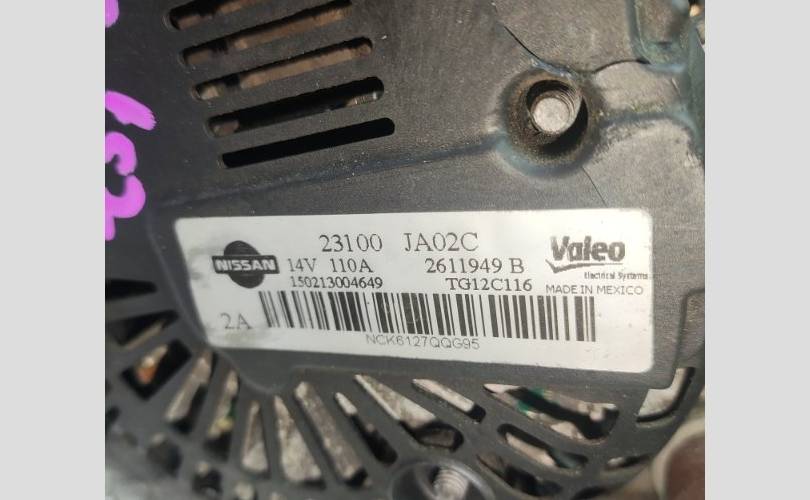 23100 JA02C
NISSAN 14V 110A 2611949 B Valeo
Electrical Systems
150213004649 TG12C116 MADE IN MEXICO
2A
NCK6127QQG95